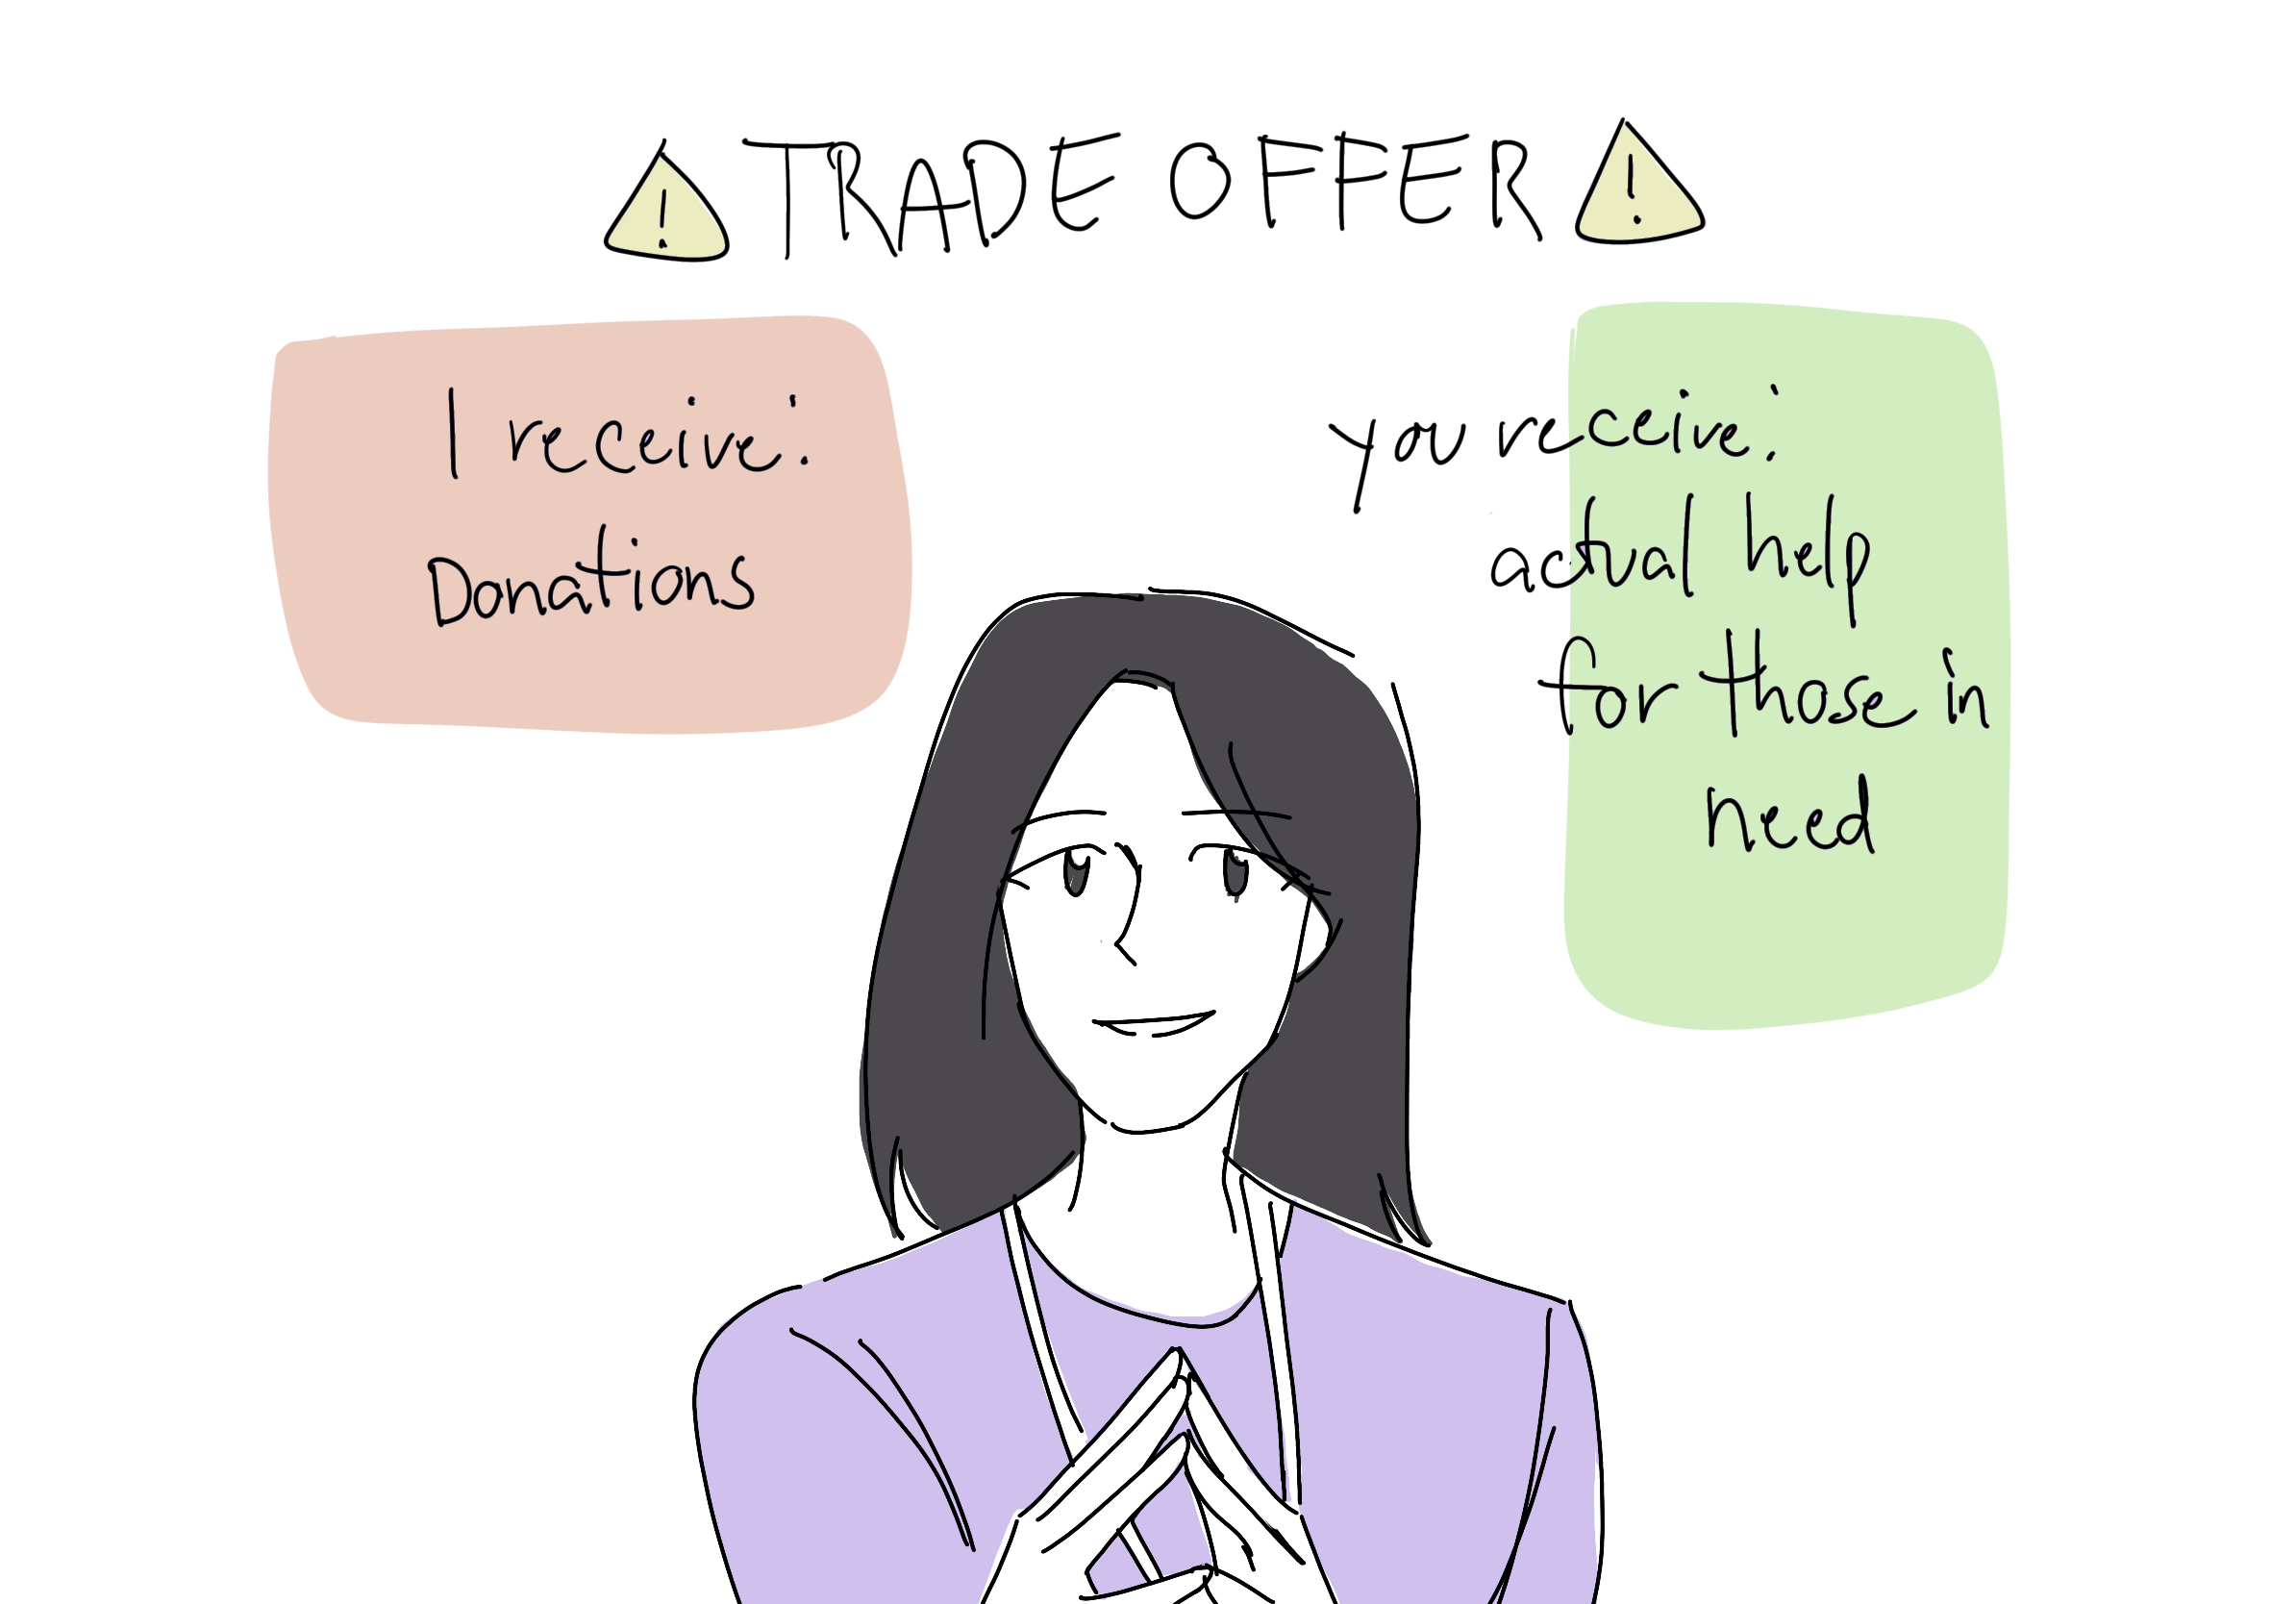 ! TRADE OFFER !
I receive:
Donations
you receive:
actual help
for those in
need